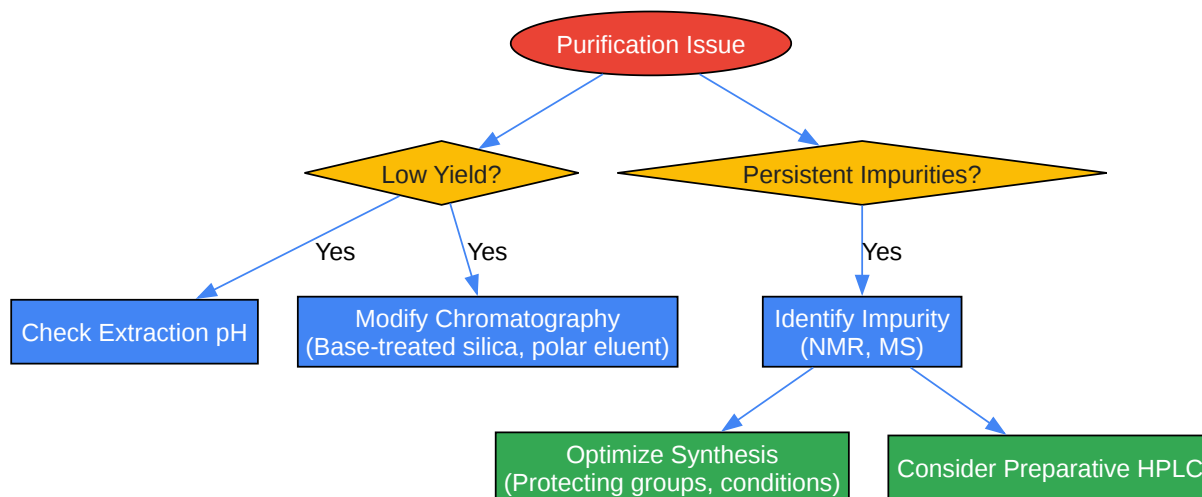 Purification Issue
Low Yield?
Persistent Impurities?
Yes
Yes
Yes
Check Extraction pH
Modify Chromatography
(Base-treated silica, polar eluent)
Identify Impurity
(NMR, MS)
Optimize Synthesis
(Protecting groups, conditions)
Consider Preparative HPLC